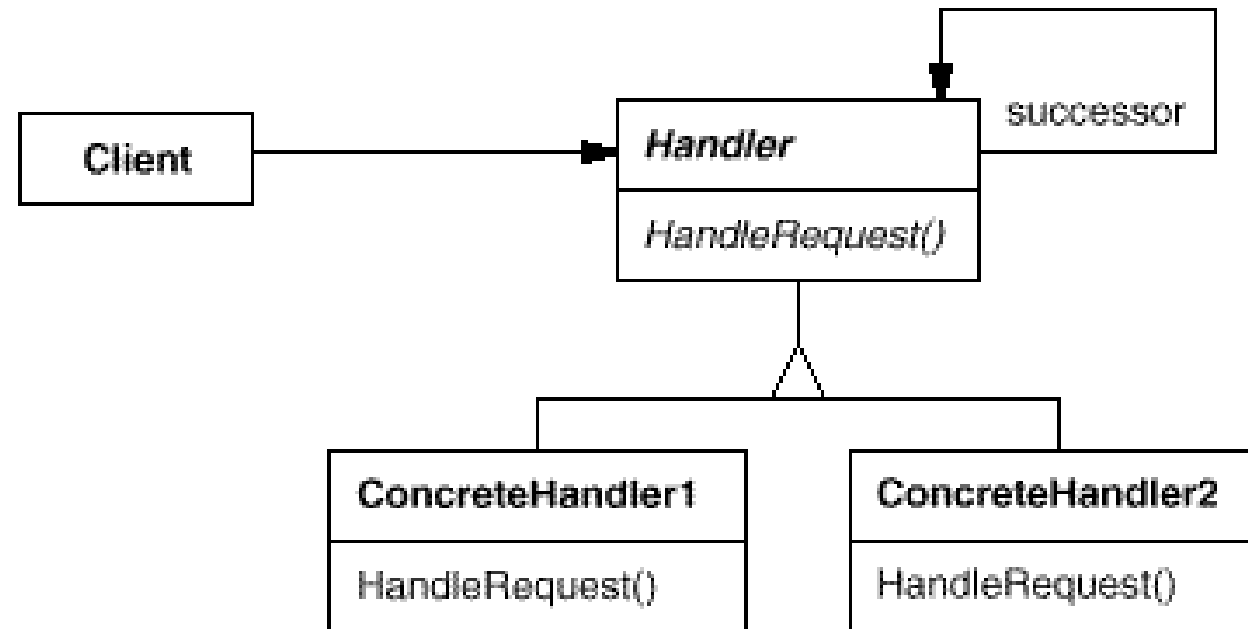 successor
Client
Handler
HandleRequest()
ConcreteHandler1
ConcreteHandler2
HandleRequest()
HandleRequest()